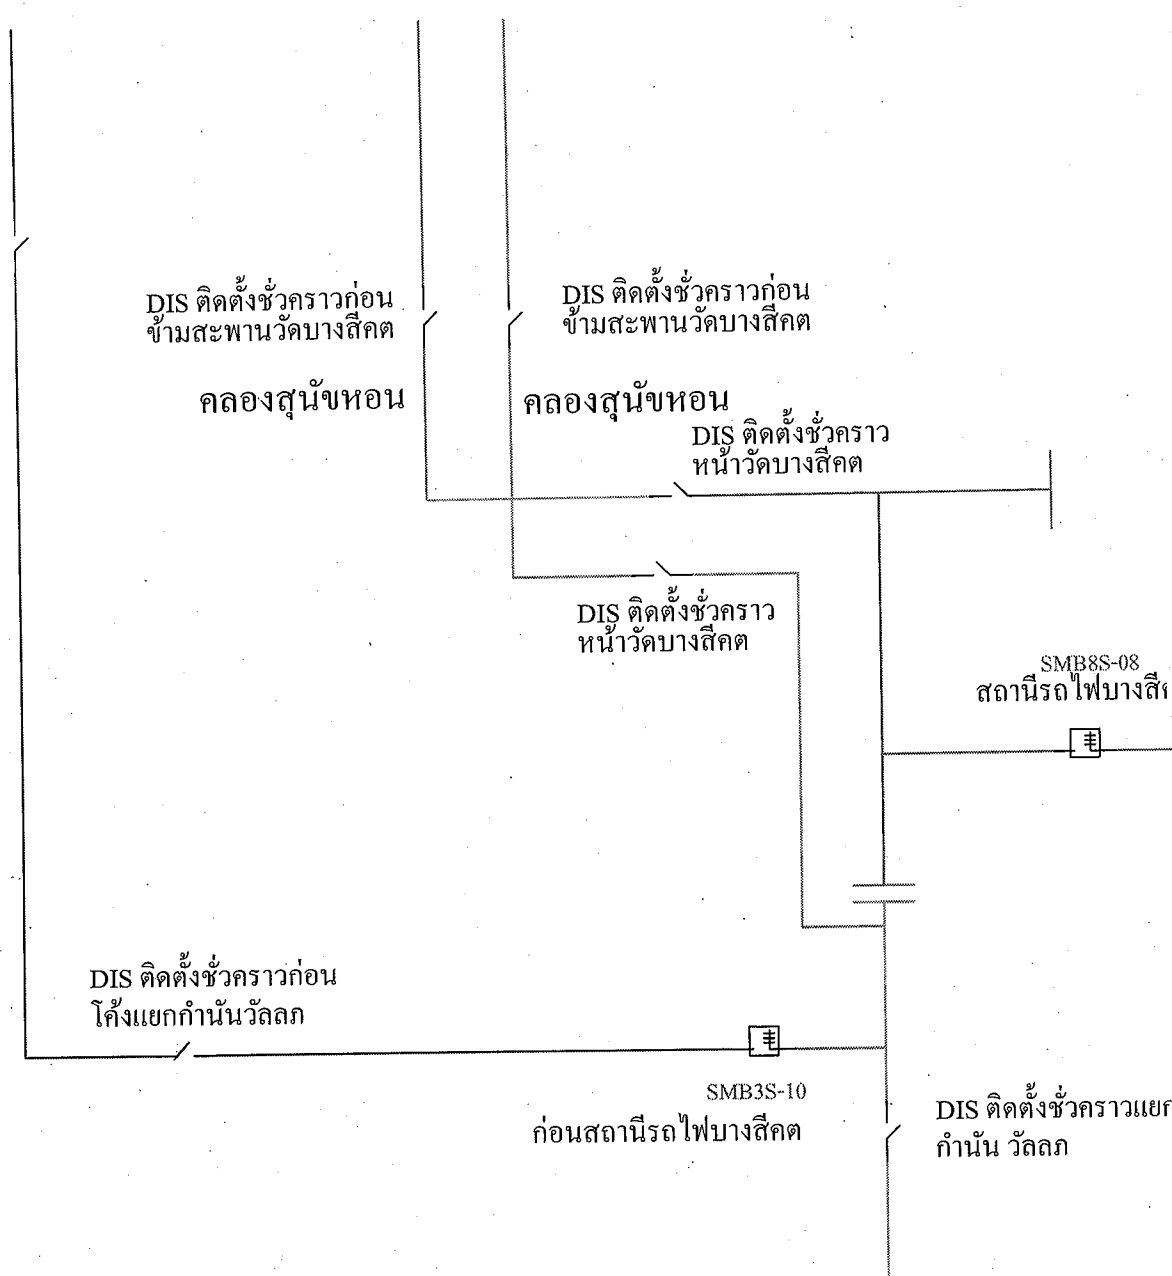 DIS ติดตั้งชั่วคราวก่อน
ข้ามสะพานวัดบางสีคต
DIS ติดตั้งชั่วคราวก่อน
ข้ามสะพานวัดบางสีคต
คลองสุนัขหอน
คลองสุนัขหอน
DIS ติดตั้งชั่วคราว
หน้าวัดบางสีคต
DIS ติดตั้งชั่วคราว
หน้าวัดบางสีคต
SMB8S-08
สถานีรถไฟบางสี
DIS ติดตั้งชั่วคราวก่อน
โค้งแยกกำนันวัลลภ
SMB3S-10
ก่อนสถานีรถไฟบางสีคต
DIS ติดตั้งชั่วคราวแยก
กำนัน วัลลภ